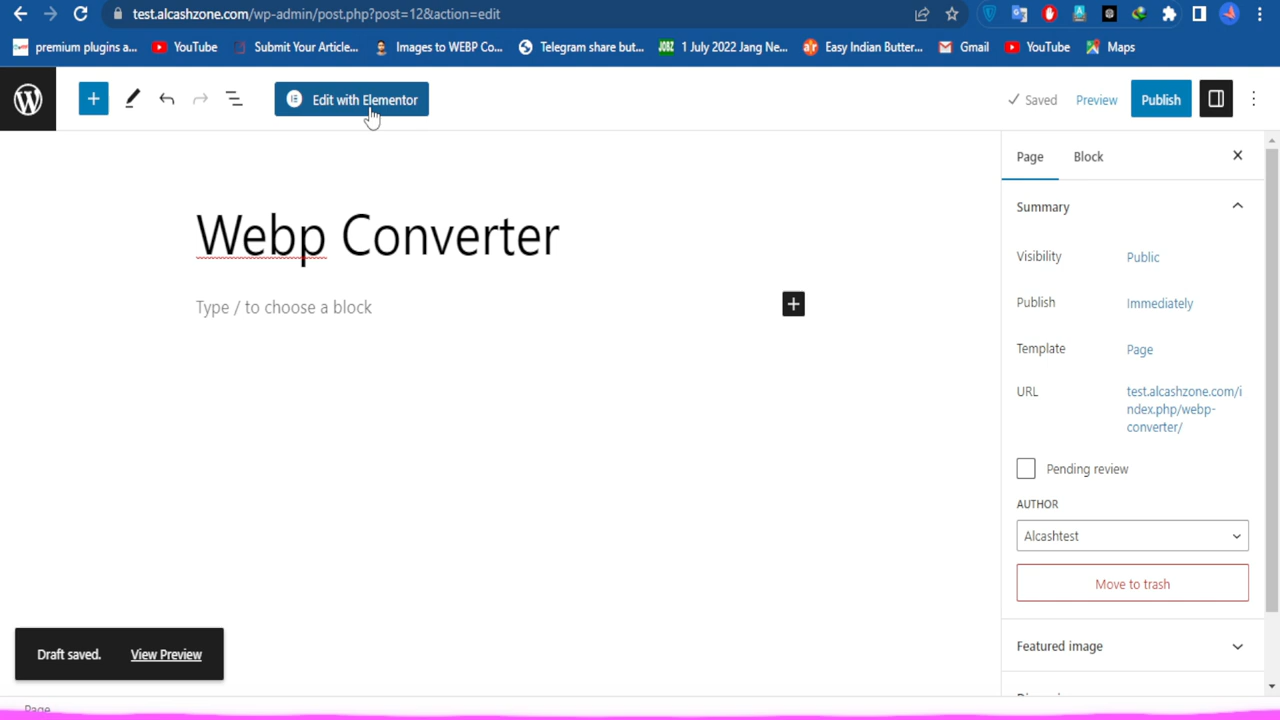 test.alcashzone.com/wp-admin/post.php?post=12&action=edit
premium plugins a...
YouTube
Submit Your Article...
Images to WEBP Co...
Telegram share but...
JOBZ
1 July 2022 Jang Ne...
Easy Indian Butter...
Gmail
YouTube
Maps
Edit with Elementor
Saved
Preview
Publish
Page
Block
Webp Converter
Type / to choose a block
Summary
Visibility
Public
Publish
Immediately
Template
Page
URL
test.alcashzone.com/i
ndex.php/webp-
converter/
Pending review
AUTHOR
Alcashtest
Move to trash
Featured image
Draft saved.
View Preview
Page